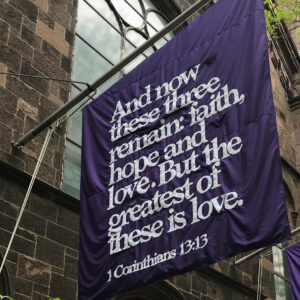 And now
these three
remain: faith,
hope and
love. But the
greatest of
these is love.
1 Corinthians 13:13